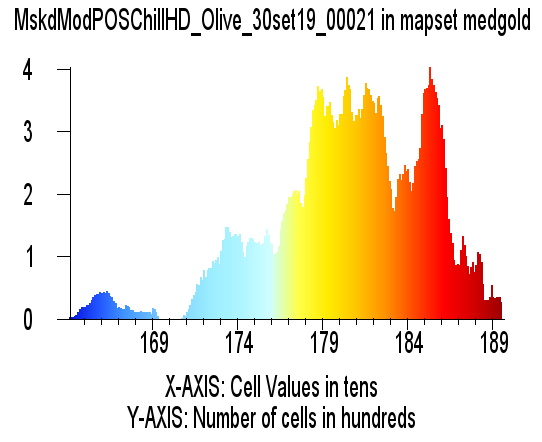 MskdModPOSChillHD_Olive_30set19_00021 in mapset medgold
4
3
2
1
0
169 174 179 184 189
X-AXIS: Cell Values in tens
Y-AXIS: Number of cells in hundreds